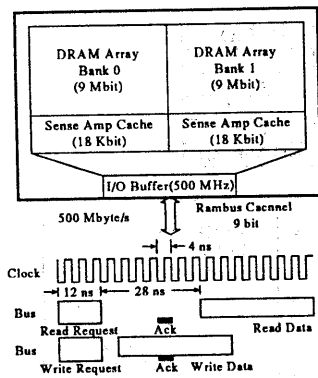 DRAM Array DRAM Array
Bank 0 Bank 1
(9 Mbit) (9 Mbit)
Sense Amp Cache Sense Amp Cache
(18 Kbit) (18 Kbit)
I/O Buffer(500 MHz)
500 Mbyte/s Rambus Cacnnel
9 bit
4 ns
Clock
12 ns 28 ns
Bus
Read Request Ack Read Data
Bus
Write Request Ack Write Data